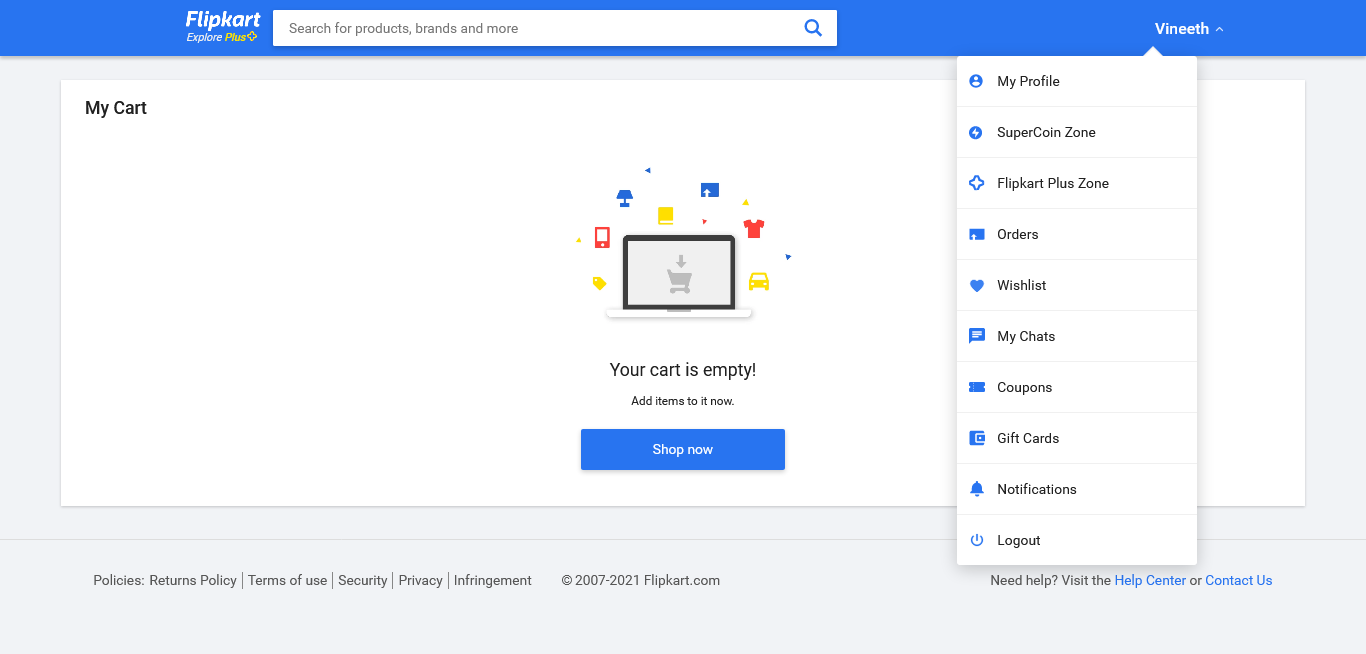 Flipkart
Explore Plus
Search for products, brands and more
Vineeth
My Cart
My Profile
SuperCoin Zone
Flipkart Plus Zone
Orders
Wishlist
My Chats
Coupons
Gift Cards
Notifications
Logout
Your cart is empty!
Add items to it now.
Shop now
Policies: Returns Policy | Terms of use | Security | Privacy | Infringement © 2007-2021 Flipkart.com Need help? Visit the Help Center or Contact Us